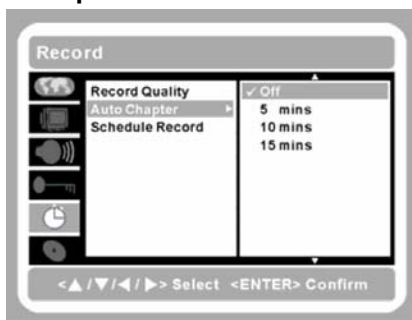 Record
Record Quality
Auto Chapter
Schedule Record
✓ Off
5 mins
10 mins
15 mins
<▲/▼/◀/▶> Select <ENTER> Confirm